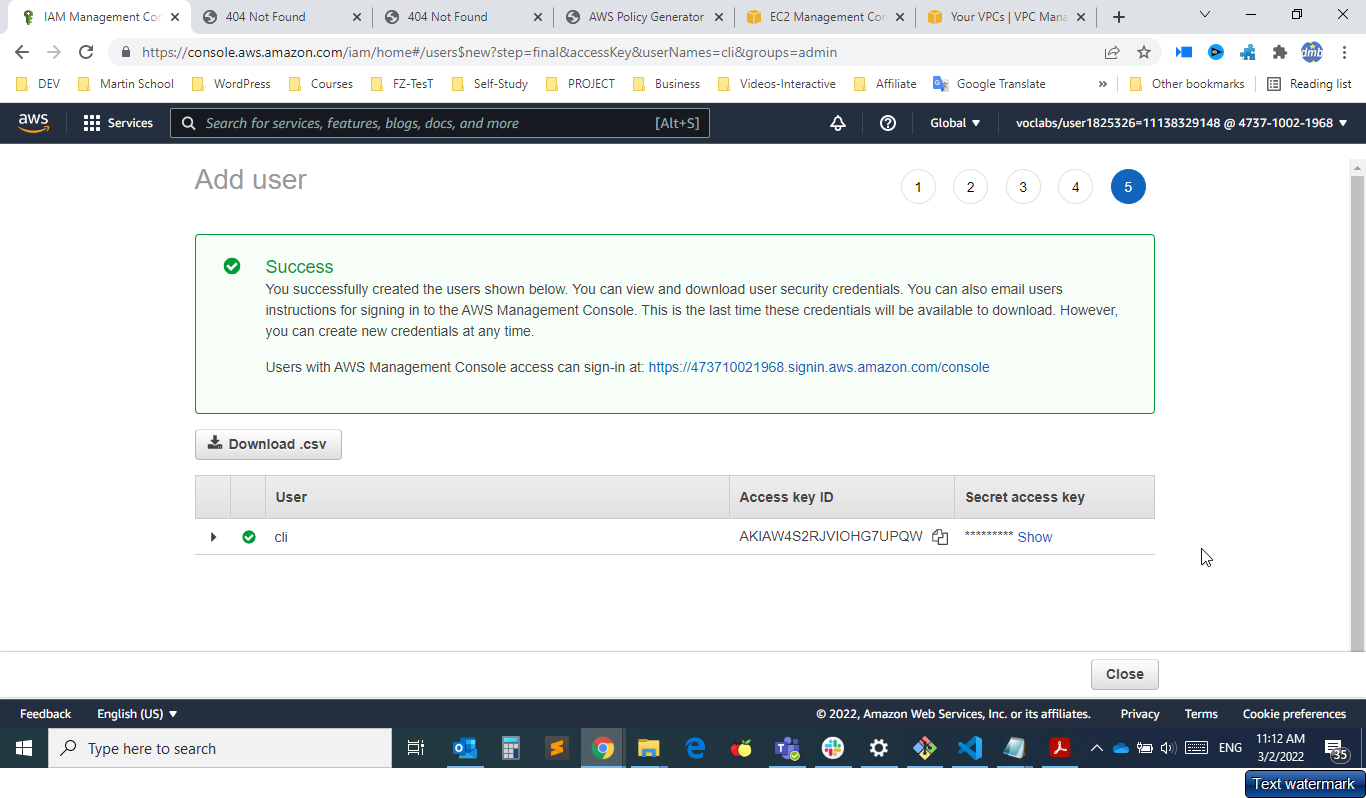 IAM Management Cor
404 Not Found
404 Not Found
AWS Policy Generator
EC2 Management Con
Your VPCs | VPC Mana
https://console.aws.amazon.com/iam/home#/users$new?step=final&accessKey&userNames=cli&groups=admin
dmb
DEV
Martin School
WordPress
Courses
FZ-TesT
Self-Study
PROJECT
Business
Videos-Interactive
Affiliate
Google Translate
»
Other bookmarks
Reading list
aws
Services
Search for services, features, blogs, docs, and more
[Alt+S]
Global
voclabs/user1825326=11138329148 @ 4737-1002-1968
Add user
1
2
3
4
5
Success
You successfully created the users shown below. You can view and download user security credentials. You can also email users
instructions for signing in to the AWS Management Console. This is the last time these credentials will be available to download. However,
you can create new credentials at any time.
Users with AWS Management Console access can sign-in at: https://473710021968.signin.aws.amazon.com/console
Download .csv
User
Access key ID
Secret access key
cli
AKIAW4S2RJVIOHG7UPQW
********* Show
Close
Feedback
English (US)
© 2022, Amazon Web Services, Inc. or its affiliates.
Privacy
Terms
Cookie preferences
Type here to search
ENG
11:12 AM
3/2/2022
35
Text watermark